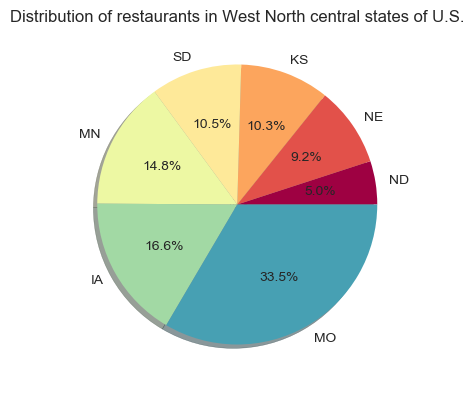 Distribution of restaurants in West North central states of U.S.
SD
KS
NE
ND
MN
IA
MO
10.5%
10.3%
9.2%
5.0%
14.8%
16.6%
33.5%